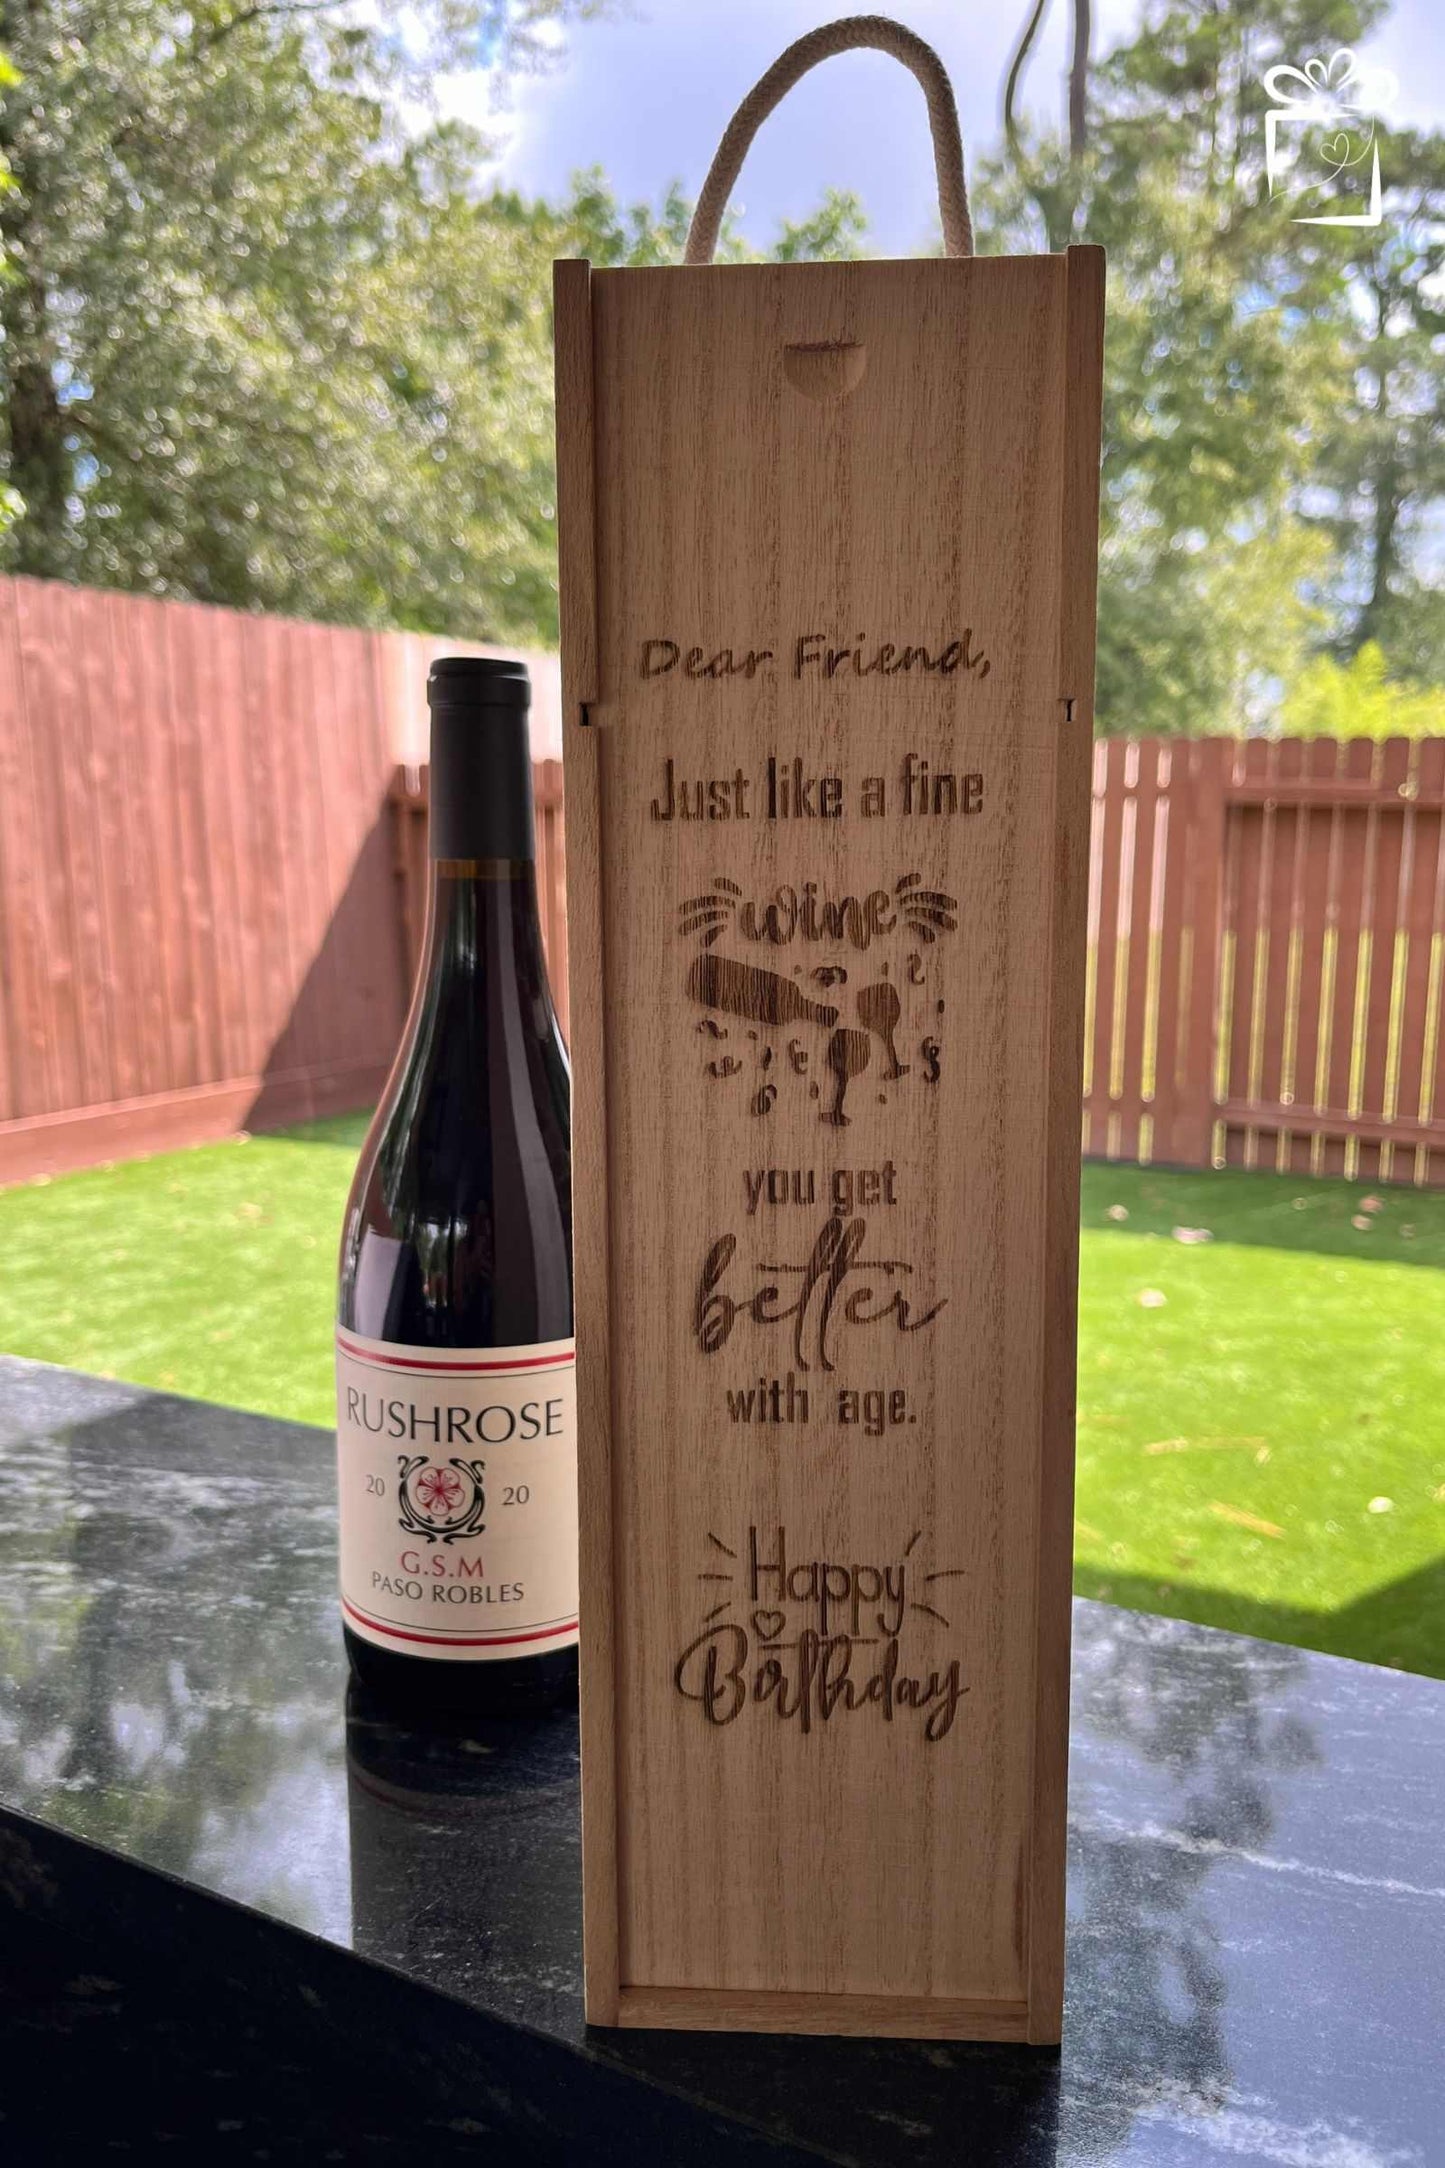 Dear Friend,
Just like a fine
wine
you get
better
with age.
Happy
Birthday
RUSHROSE
20 20
G.S.M
PASO ROBLES